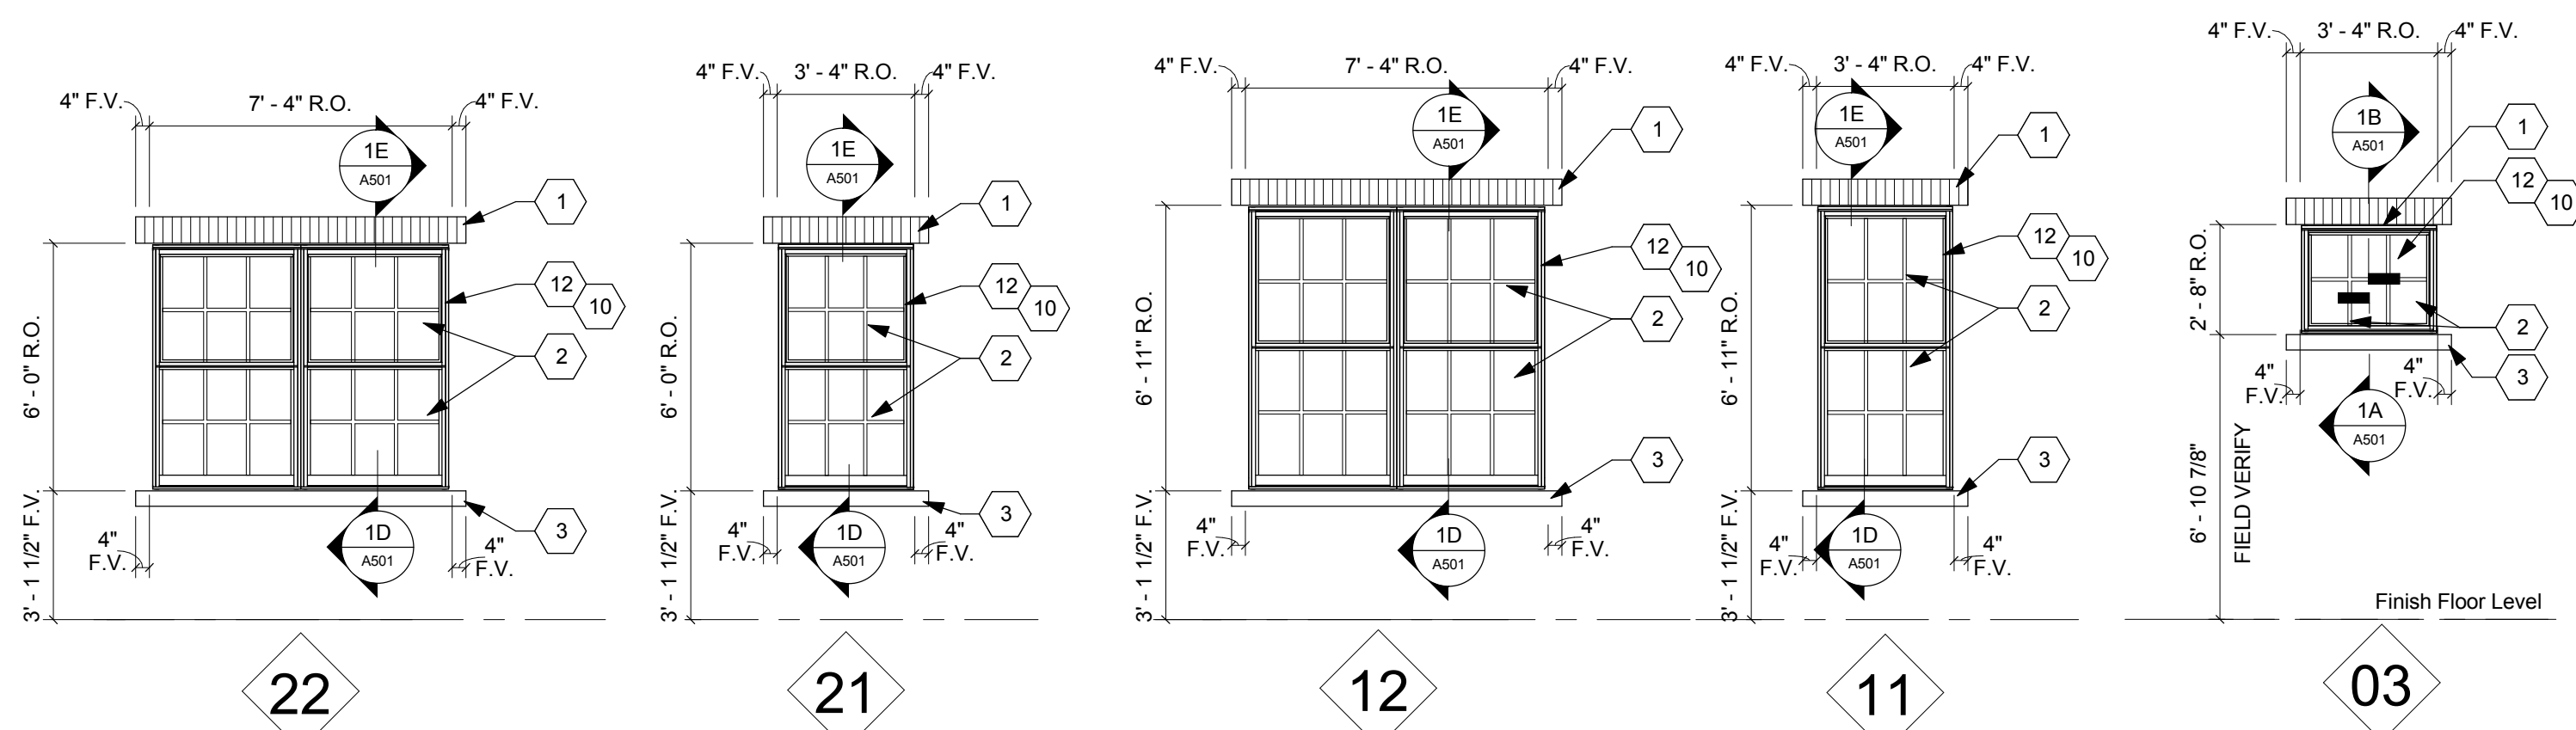 4" F.V.
7' - 4" R.O.
4" F.V.
1E
A501
1
12
10
2
6' - 0" R.O.
3' - 1 1/2" F.V.
3
4"
F.V.
1D
A501
4"
F.V.
22
4" F.V.
3' - 4" R.O.
4" F.V.
1E
A501
1
12
10
2
6' - 0" R.O.
3' - 1 1/2" F.V.
3
4"
F.V.
1D
A501
4"
F.V.
21
4" F.V.
7' - 4" R.O.
4" F.V.
1E
A501
1
12
10
2
6' - 11" R.O.
3' - 1 1/2" F.V.
3
4"
F.V.
1D
A501
4"
F.V.
12
4" F.V.
3' - 4" R.O.
4" F.V.
1E
A501
1
12
10
2
6' - 11" R.O.
3' - 1 1/2" F.V.
3
4"
F.V.
1D
A501
4"
F.V.
11
4" F.V.
3' - 4" R.O.
4" F.V.
1B
A501
1
12
10
2
2' - 8" R.O.
3
4"
F.V.
4"
F.V.
1A
A501
6' - 10 7/8"
FIELD VERIFY
Finish Floor Level
03